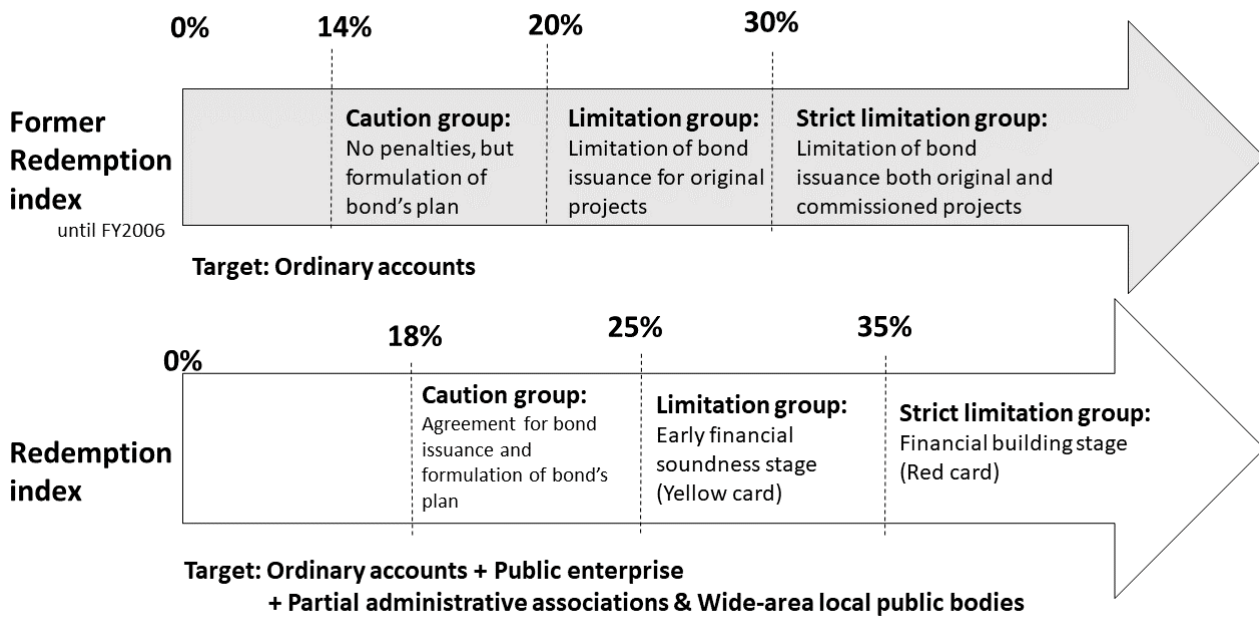 0%
14%
20%
30%
Former
Redemption
index
until FY2006
Caution group:
No penalties, but
formulation of
bond's plan
Limitation group:
Limitation of bond
issuance for original
projects
Strict limitation group:
Limitation of bond
issuance both original and
commissioned projects
Target: Ordinary accounts
0%
18%
25%
35%
Redemption
index
Caution group:
Agreement for bond
issuance and
formulation of bond's
plan
Limitation group:
Early financial
soundness stage
(Yellow card)
Strict limitation group:
Financial building stage
(Red card)
Target: Ordinary accounts + Public enterprise
+ Partial administrative associations & Wide-area local public bodies